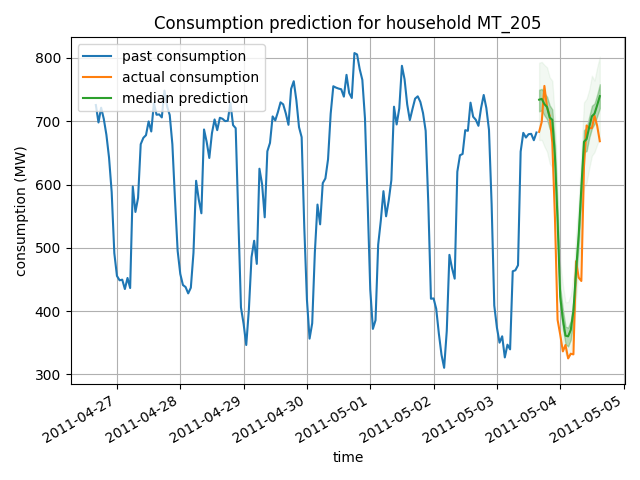 Consumption prediction for household MT_205
past consumption
actual consumption
median prediction
consumption (MW)
800
700
600
500
400
300
2011-04-27
2011-04-28
2011-04-29
2011-04-30
2011-05-01
2011-05-02
2011-05-03
2011-05-04
2011-05-05
time